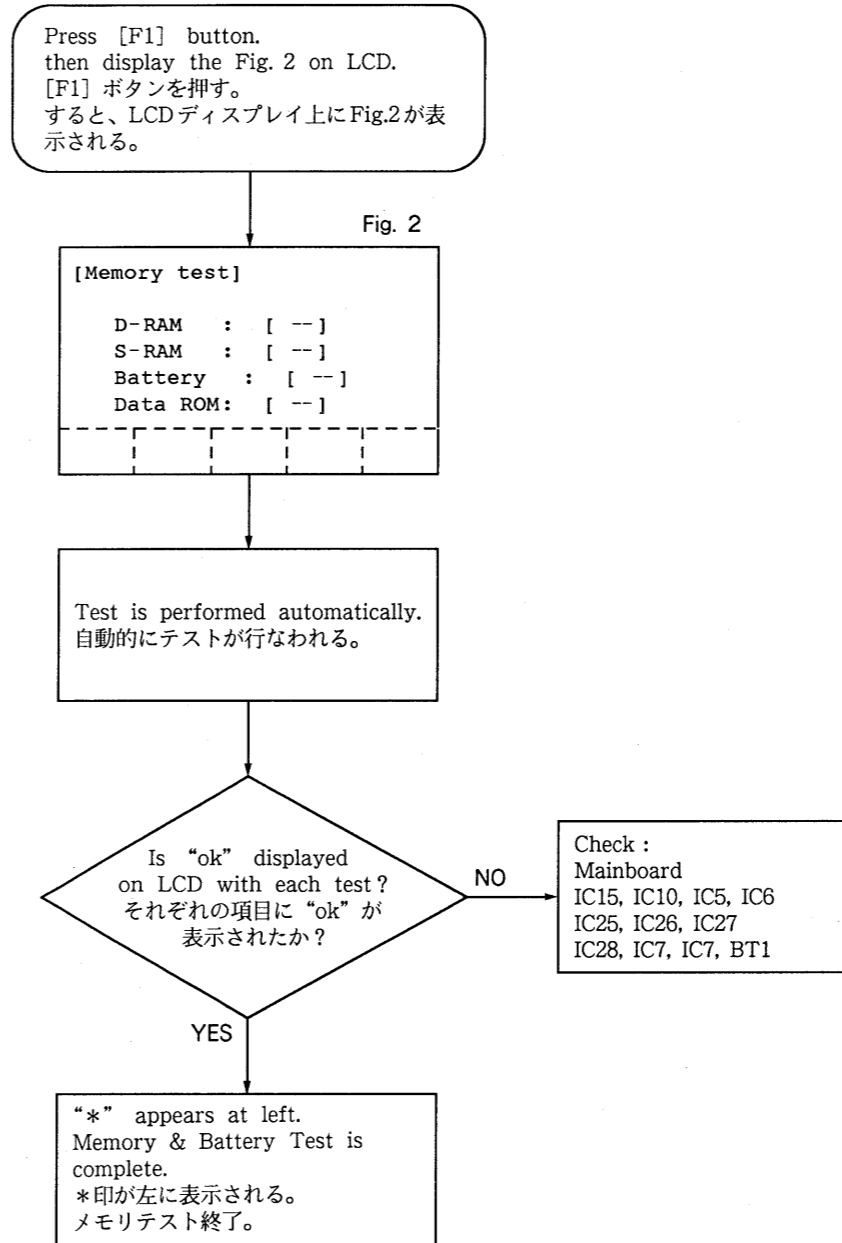 Press [F1] button.
then display the Fig. 2 on LCD.
[F1] ボタンを押す。
すると、LCDディスプレイ上にFig.2が表
示される。
Fig. 2
[Memory test]
D-RAM : [ --]
S-RAM : [ --]
Battery : [ --]
Data ROM: [ --]
Test is performed automatically.
自動的にテストが行なわれる。
Is “ok” displayed
on LCD with each test?
それぞれの項目に“ok”が
表示されたか？
NO
Check :
Mainboard
IC15, IC10, IC5, IC6
IC25, IC26, IC27
IC28, IC7, IC7, BT1
YES
“*” appears at left.
Memory & Battery Test is
complete.
*印が左に表示される。
メモリテスト終了。